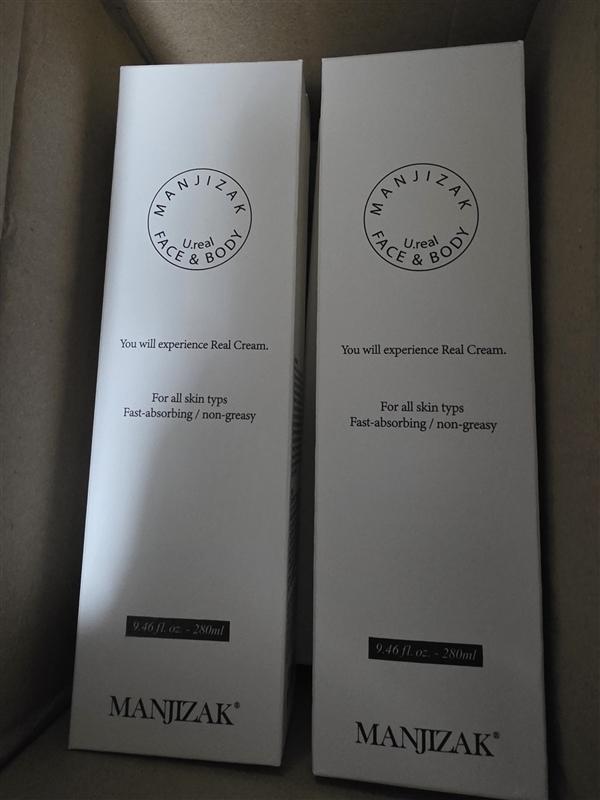 MANJIZAK
U.real
FACE & BODY
You will experience Real Cream.
For all skin typs
Fast-absorbing / non-greasy
9.46 fl. oz. - 280ml
MANJIZAK®
MANJIZAK
U.real
FACE & BODY
You will experience Real Cream.
For all skin typs
Fast-absorbing / non-greasy
9.46 fl. oz. - 280ml
MANJIZAK®